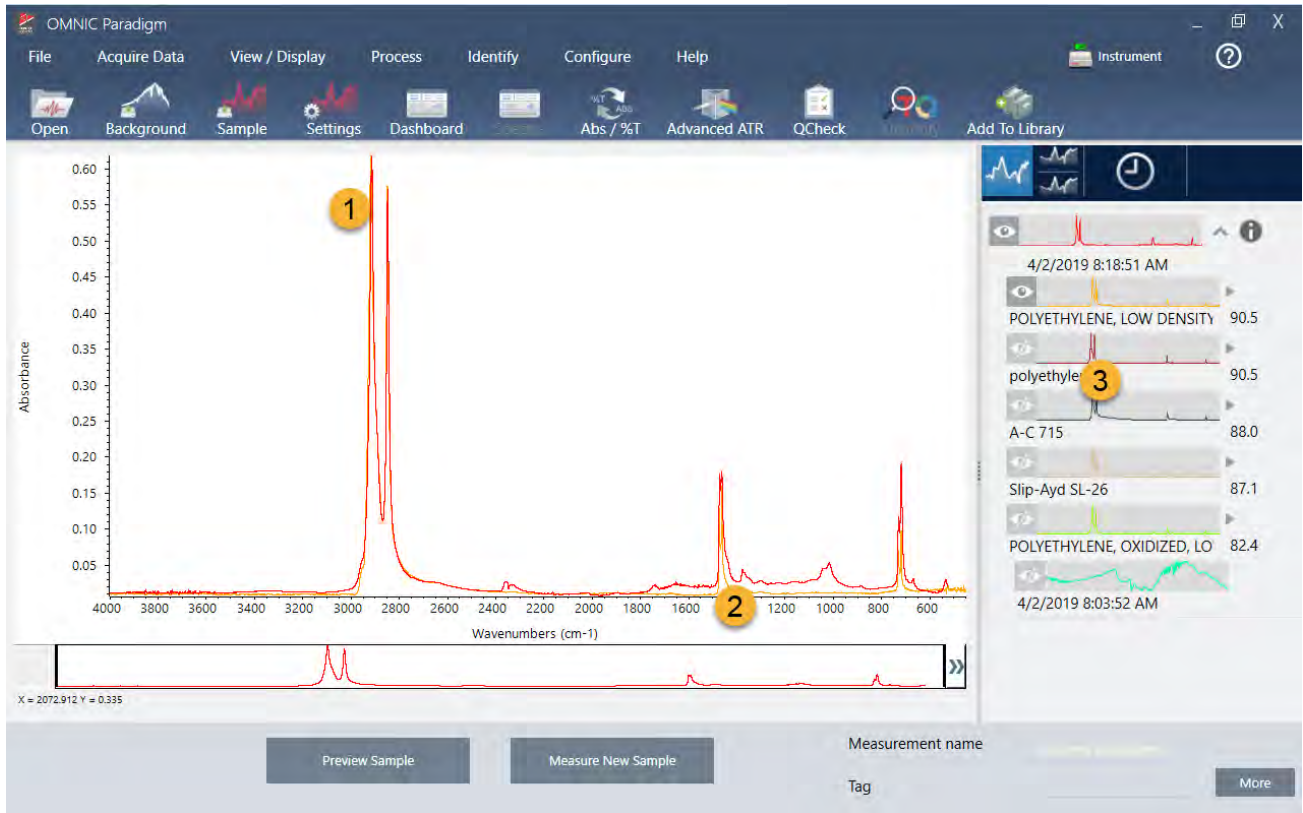 OMNIC Paradigm
_ X
File Acquire Data View / Display Process Identify Configure Help Instrument ?
%T ABS
Open Background Sample Settings Dashboard Abs / %T Advanced ATR QCheck Add To Library
0.60
0.55
0.50
0.45
0.40
0.35
0.30
0.25
0.20
0.15
0.10
0.05
Absorbance
1
2
4000 3800 3600 3400 3200 3000 2800 2600 2400 2200 2000 1800 1600 1200 1000 800 600
Wavenumbers (cm-1)
X = 2072.912 Y = 0.335
4/2/2019 8:18:51 AM
POLYETHYLENE, LOW DENSITY 90.5
polyethyle 3 90.5
A-C 715 88.0
Slip-Ayd SL-26 87.1
POLYETHYLENE, OXIDIZED, LO 82.4
4/2/2019 8:03:52 AM
Preview Sample Measure New Sample
Measurement name
Tag
More